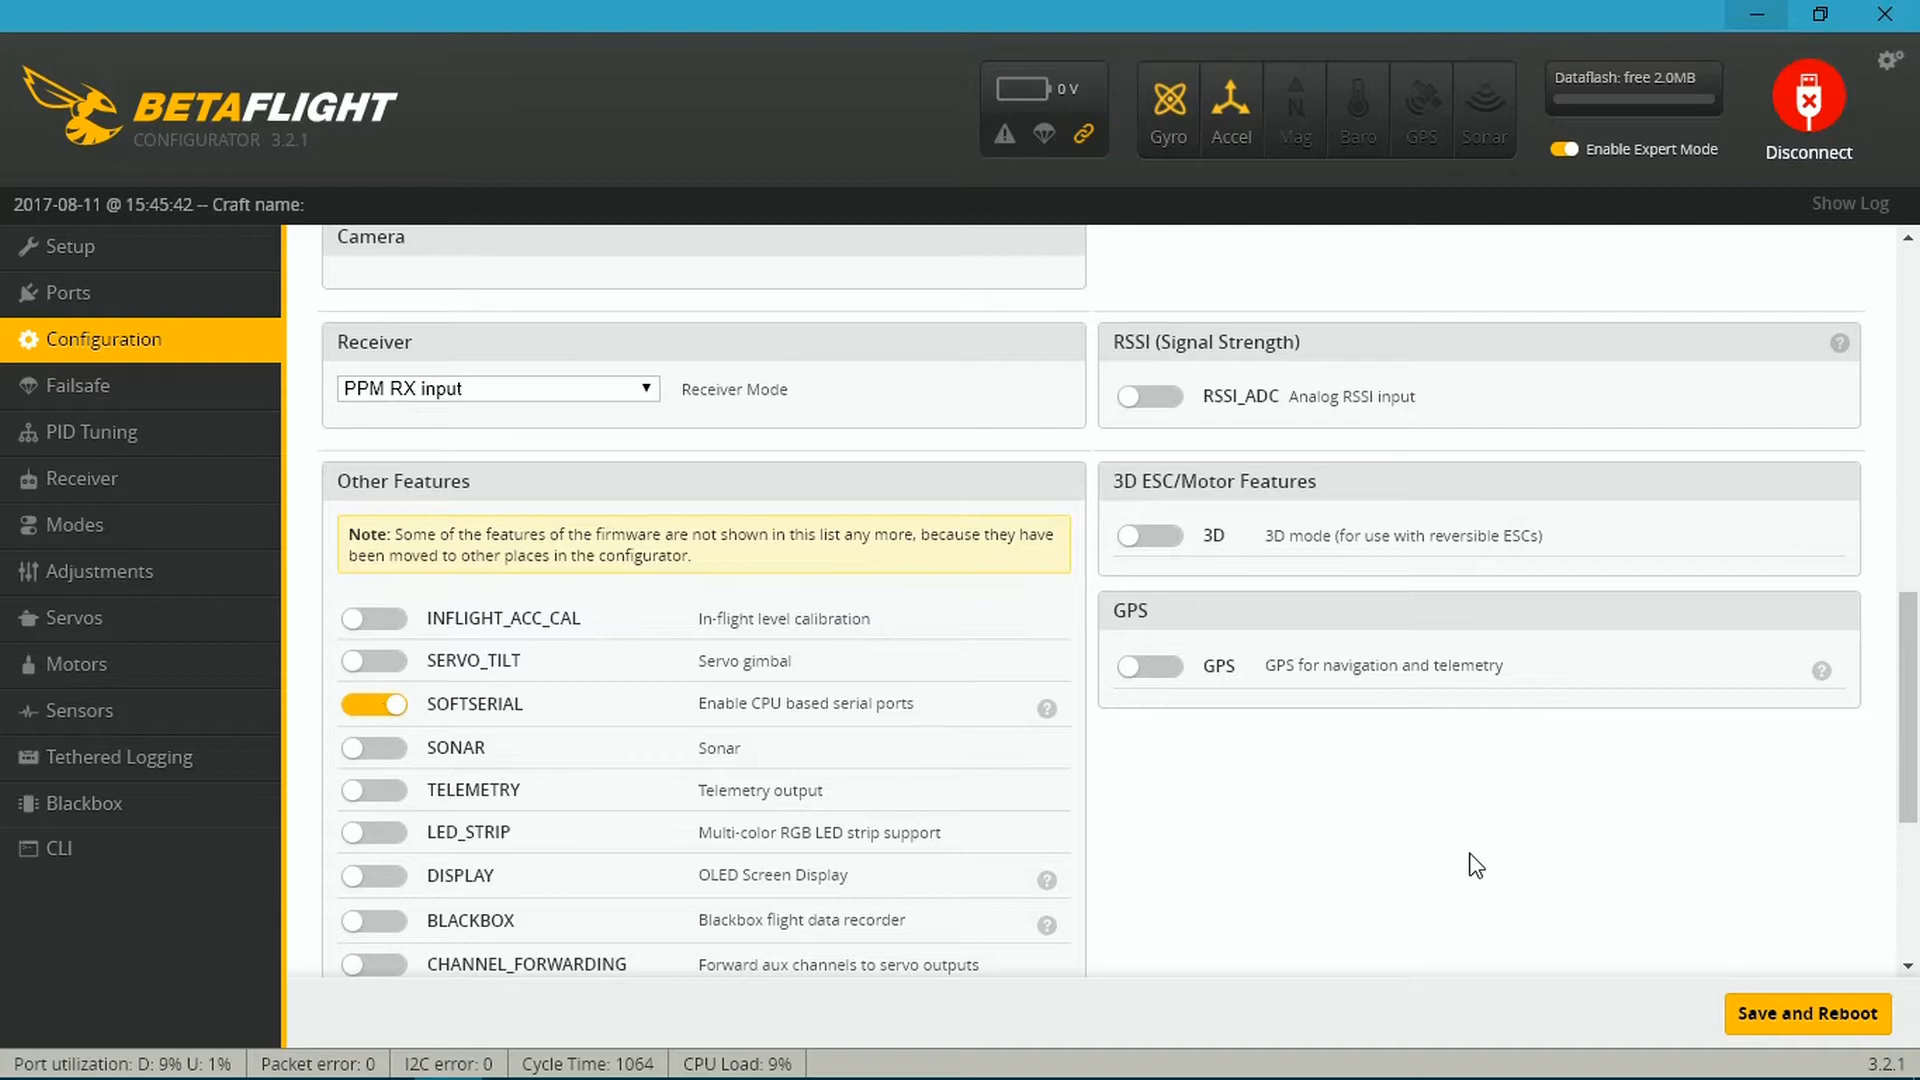 BETAFLIGHT
CONFIGURATOR 3.2.1
0 V
Gyro
Accel
Mag
Baro
GPS
Sonar
Dataflash: free 2.0MB
Enable Expert Mode
Disconnect
2017-08-11 @ 15:45:42 -- Craft name:
Show Log
Setup
Ports
Configuration
Failsafe
PID Tuning
Receiver
Modes
Adjustments
Servos
Motors
Sensors
Tethered Logging
Blackbox
CLI
Camera
Receiver
PPM RX input
Receiver Mode
RSSI (Signal Strength)
?
RSSI_ADC Analog RSSI input
Other Features
Note: Some of the features of the firmware are not shown in this list any more, because they have
been moved to other places in the configurator.
INFLIGHT_ACC_CAL In-flight level calibration
SERVO_TILT Servo gimbal
SOFTSERIAL Enable CPU based serial ports ?
SONAR Sonar
TELEMETRY Telemetry output
LED_STRIP Multi-color RGB LED strip support
DISPLAY OLED Screen Display ?
BLACKBOX Blackbox flight data recorder ?
CHANNEL_FORWARDING Forward aux channels to servo outputs
3D ESC/Motor Features
3D 3D mode (for use with reversible ESCs)
GPS
GPS GPS for navigation and telemetry ?
Save and Reboot
Port utilization: D: 9% U: 1%
Packet error: 0
I2C error: 0
Cycle Time: 1064
CPU Load: 9%
3.2.1